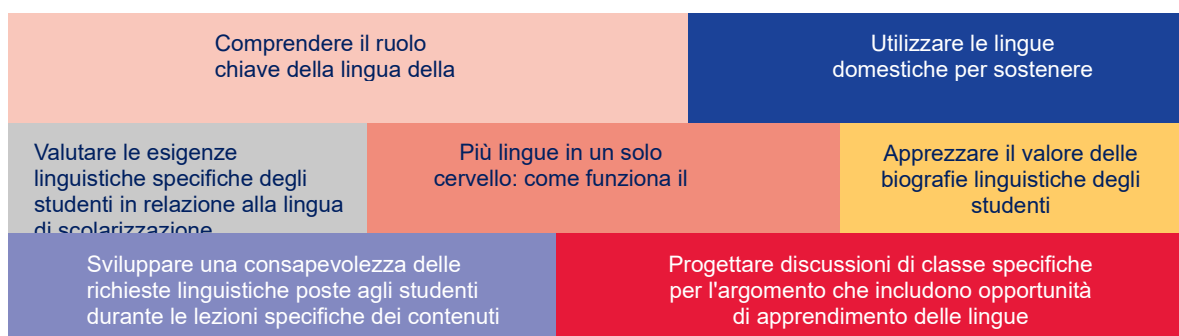 Comprendere il ruolo
chiave della lingua della
Utilizzare le lingue
domestiche per sostenere
Valutare le esigenze
linguistiche specifiche degli
studenti in relazione alla lingua
di scolarizzazione
Più lingue in un solo
cervello: come funziona il
Apprezzare il valore delle
biografie linguistiche degli
studenti
Sviluppare una consapevolezza delle
richieste linguistiche poste agli studenti
durante le lezioni specifiche dei contenuti
Progettare discussioni di classe specifiche
per l'argomento che includono opportunità
di apprendimento delle lingue